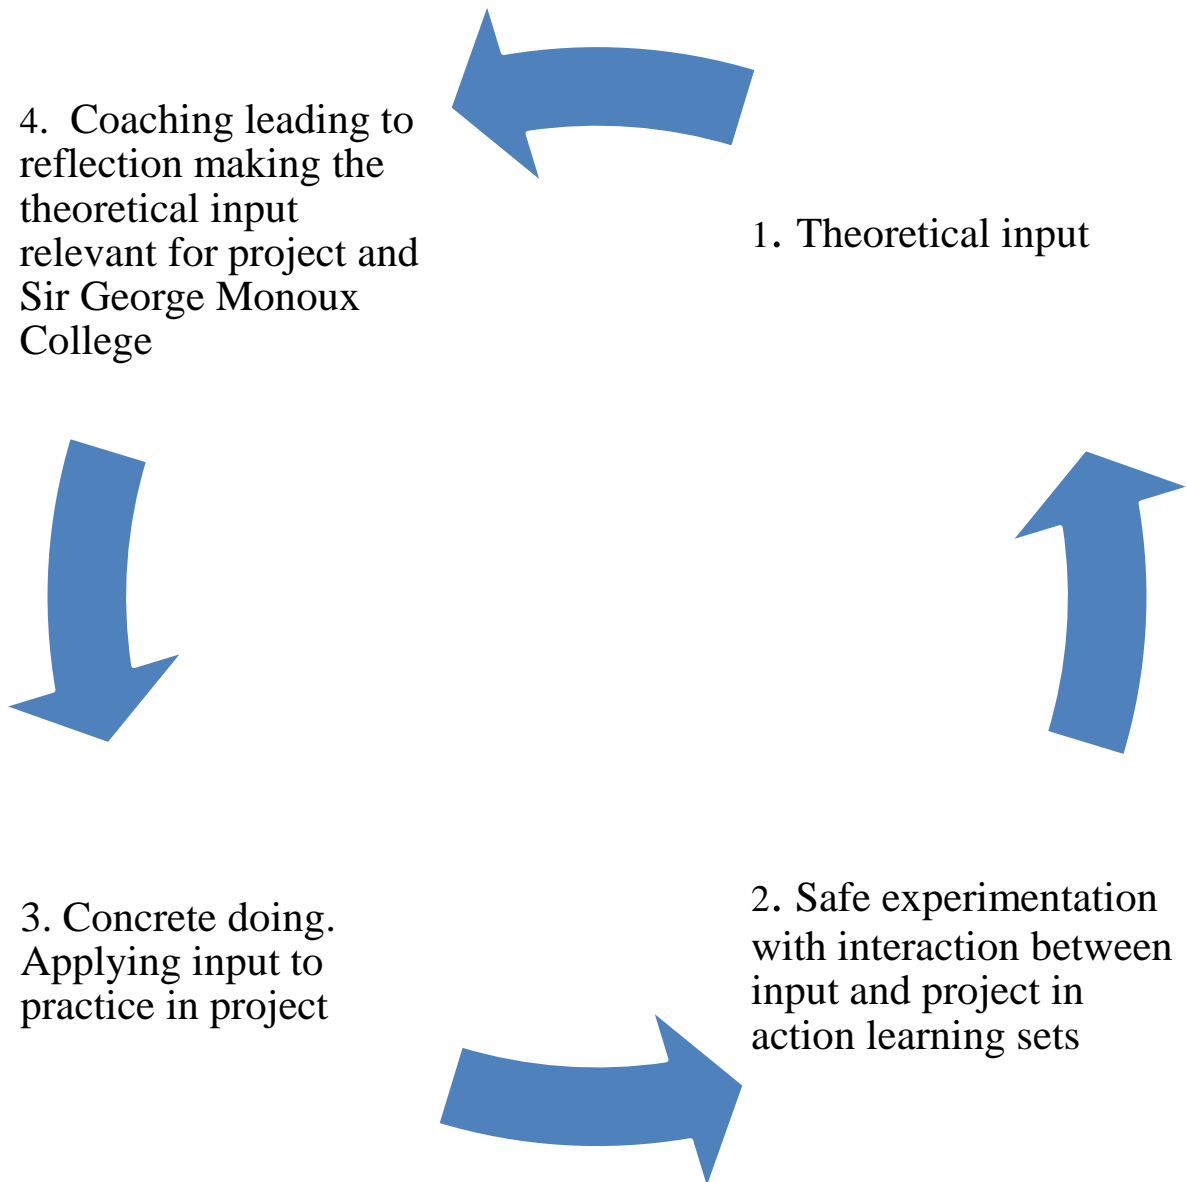 4. Coaching leading to
reflection making the
theoretical input
relevant for project and
Sir George Monoux
College
1. Theoretical input
3. Concrete doing.
Applying input to
practice in project
2. Safe experimentation
with interaction between
input and project in
action learning sets